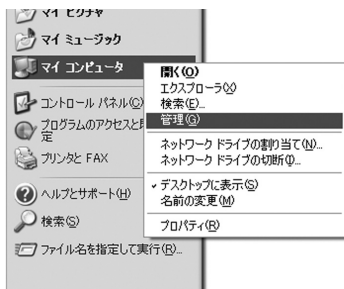 マイ ピクチャ
マイ ミュージック
マイ コンピュータ
コントロール パネル(C)
プログラムのアクセスと
定
プリンタと FAX
ヘルプとサポート(H)
検索(S)
ファイル名を指定して実行(R)...
開く(O)
エクスプローラ(X)
検索(E)...
管理(G)
ネットワーク ドライブの割り当て(N)...
ネットワーク ドライブの切断(I)...
デスクトップに表示(S)
名前の変更(M)
プロパティ(R)